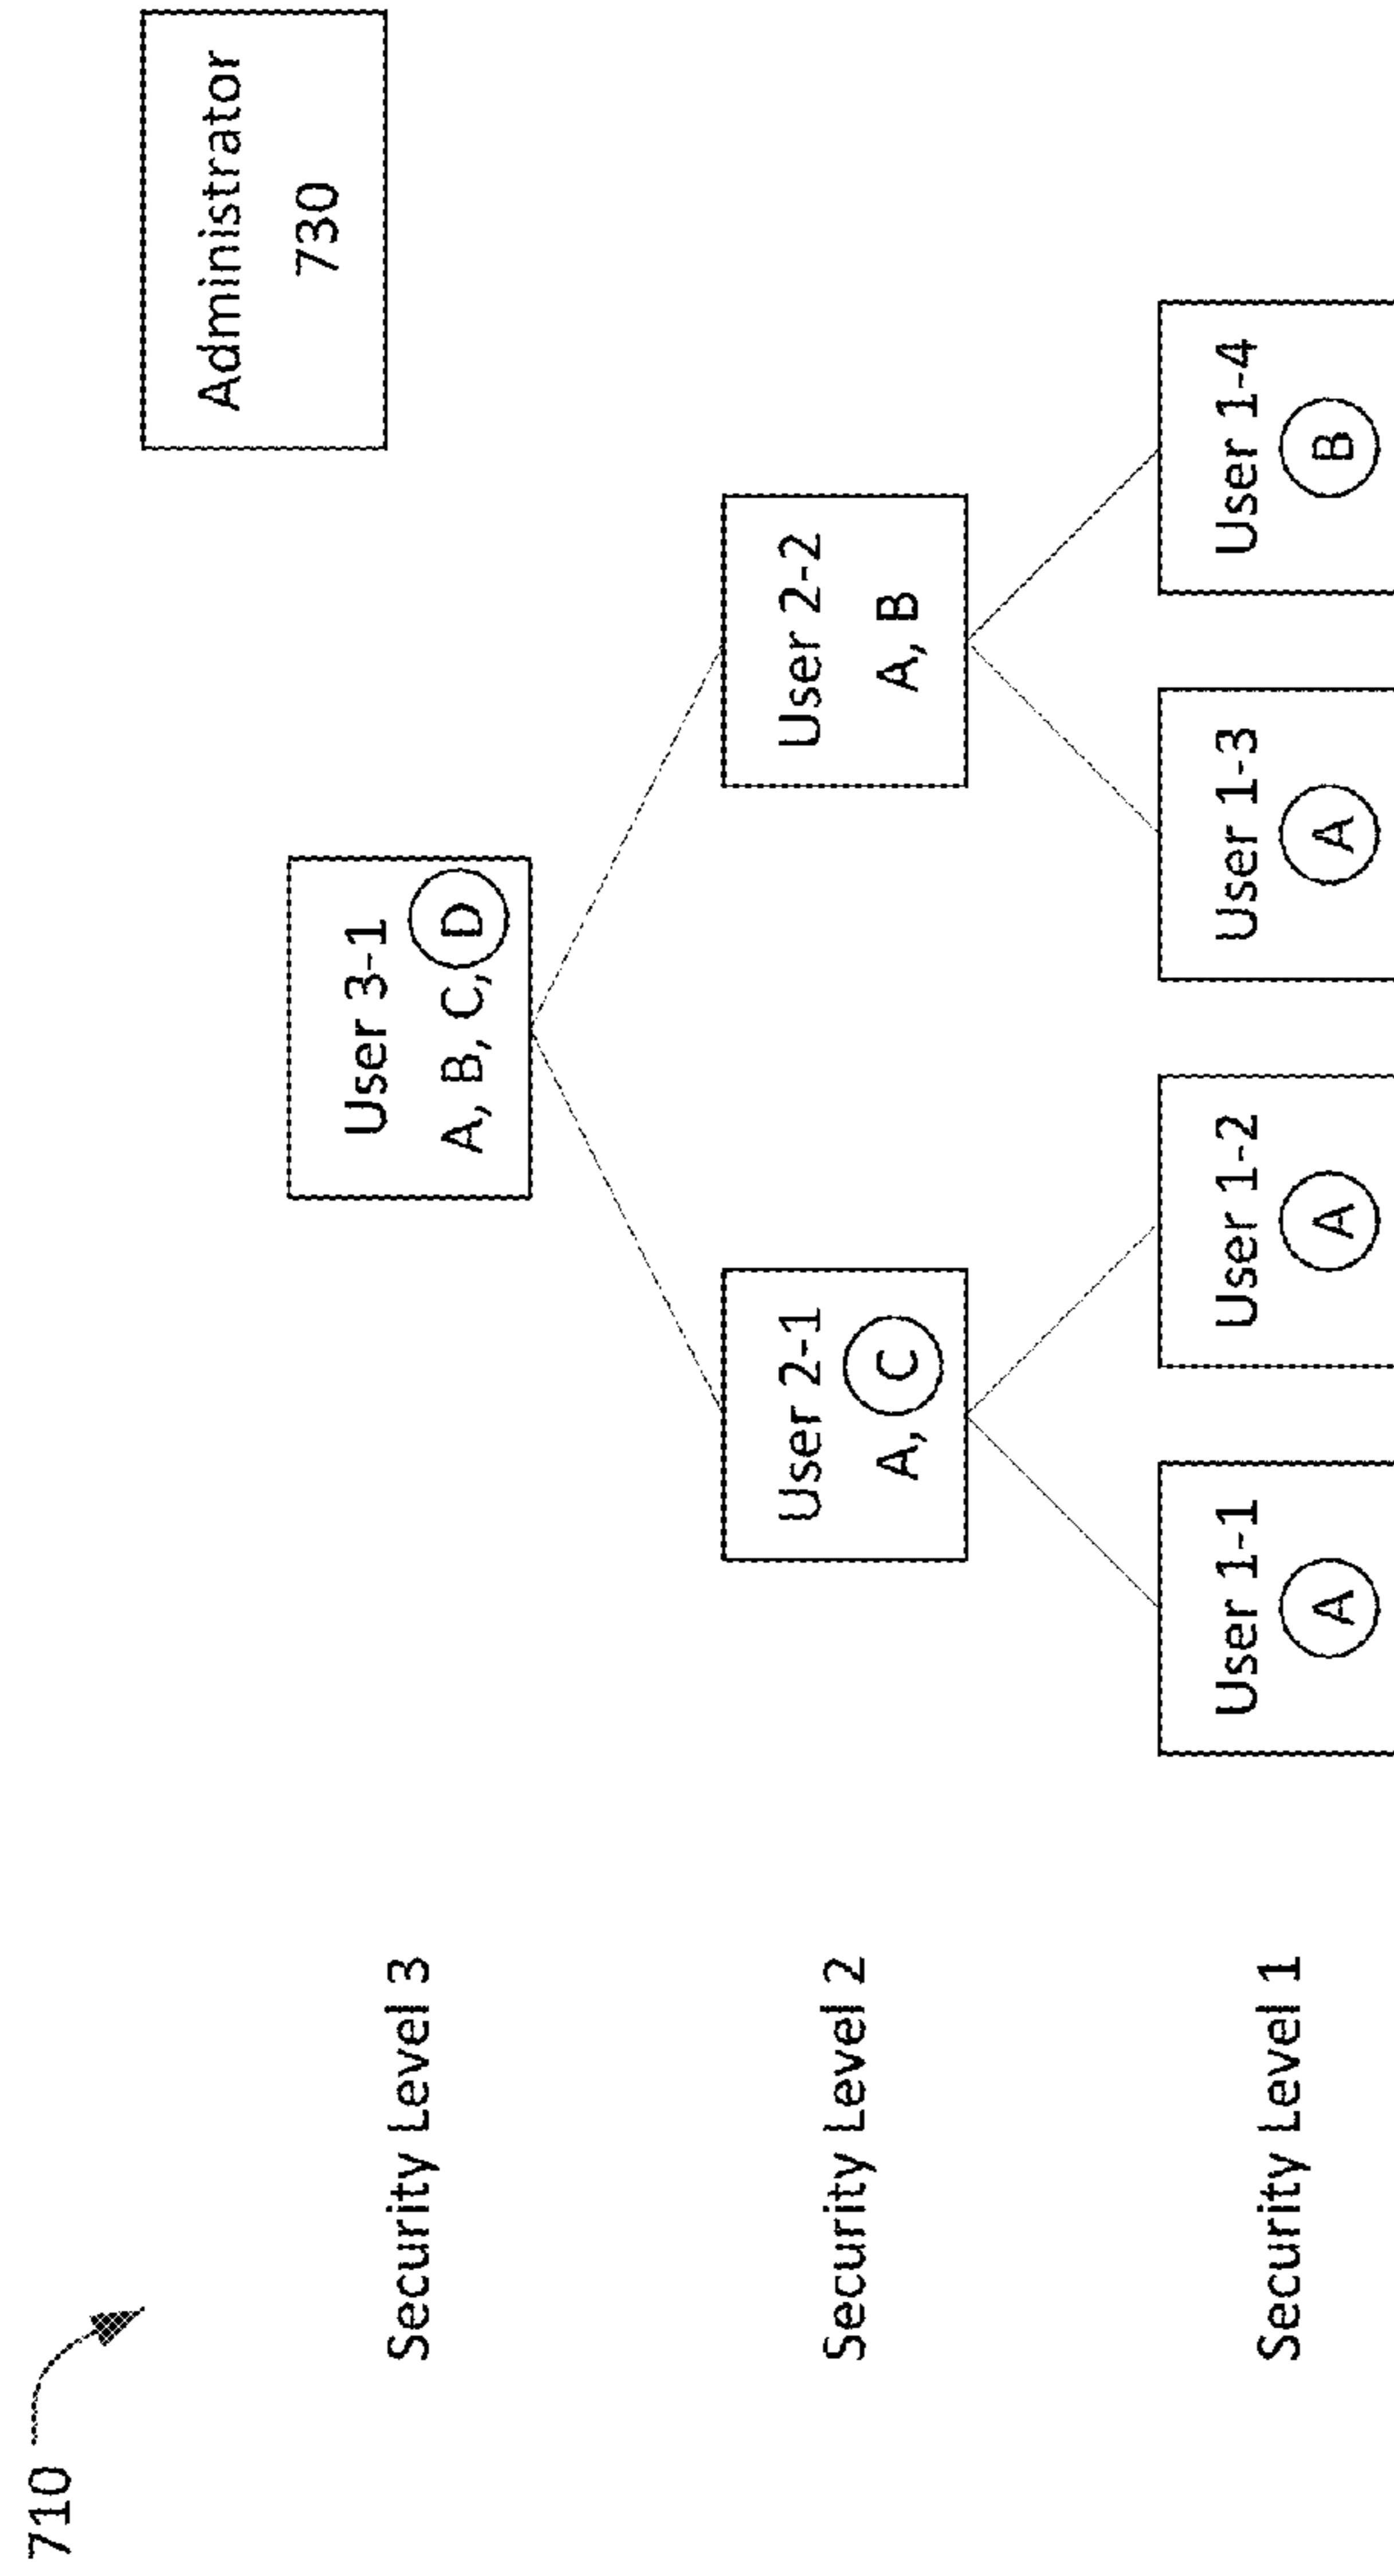 710
Administrator
730
Security Level 3
User 3-1
A, B, C, D
Security Level 2
User 2-1
A, C
User 2-2
A, B
Security Level 1
User 1-1
A
User 1-2
A
User 1-3
A
User 1-4
B